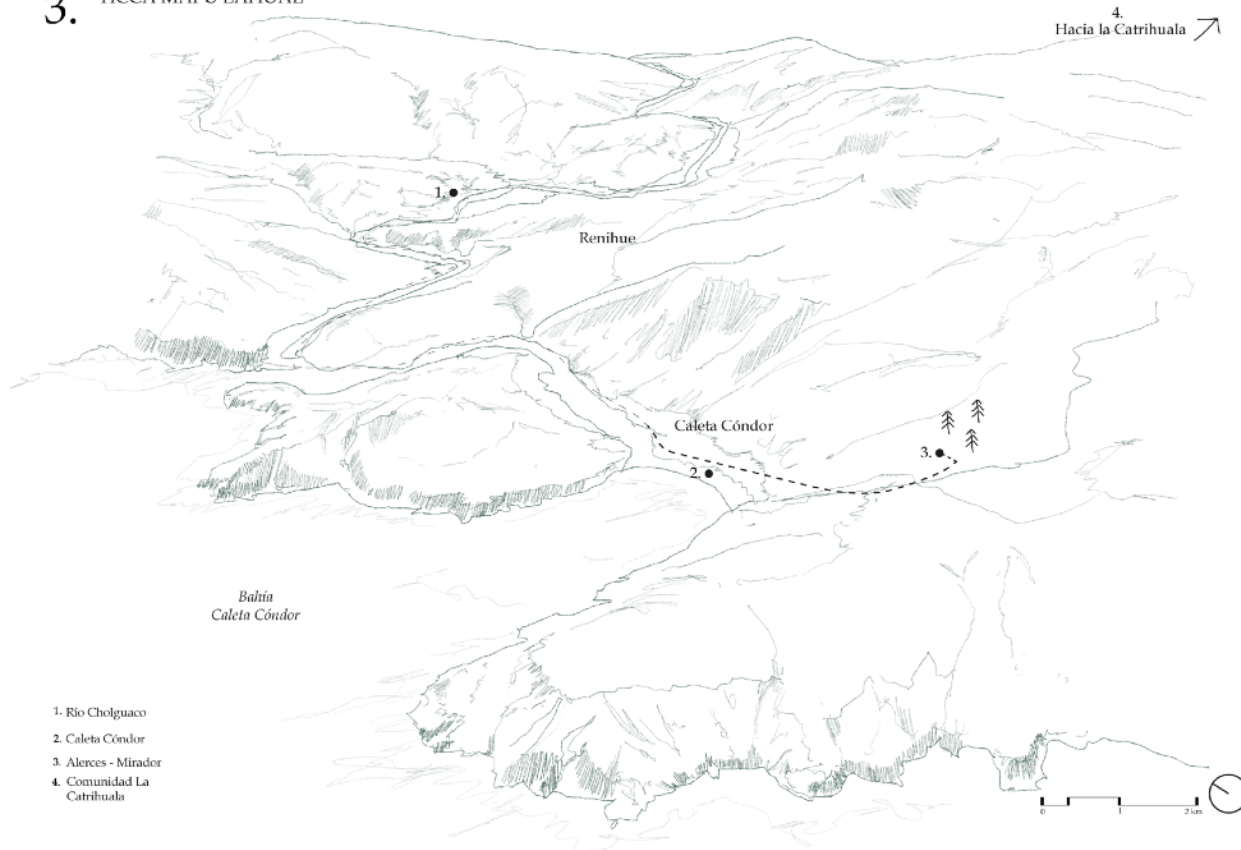 3.
4.
Hacia la Catrihuala
1.
Renihue
Caleta Cóndor
3.
2.
Bahía
Caleta Cóndor
1. Río Cholguaco
2. Caleta Cóndor
3. Alerces - Mirador
4. Comunidad La
Catrihuala
0 1 2 km